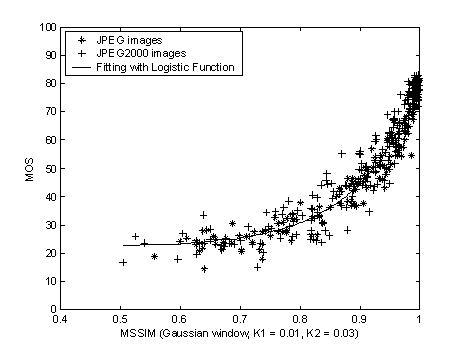 100
90
80
70
60
50
40
30
20
10
0
MOS
JPEG images
JPEG2000 images
Fitting with Logistic Function
0.4 0.5 0.6 0.7 0.8 0.9 1
MSSIM (Gaussian window, K1 = 0.01, K2 = 0.03)